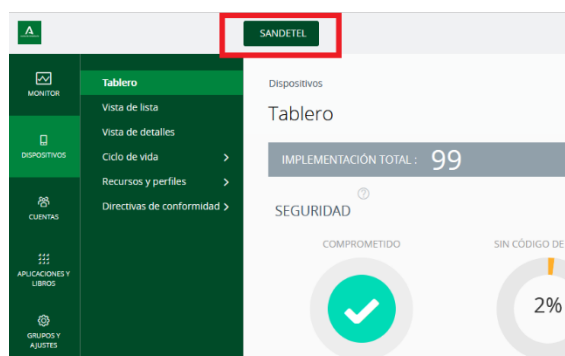 SANDETEL
MONITOR
DISPOSITIVOS
CUENTAS
APLICACIONES Y
LIBROS
GRUPOS Y
AJUSTES
Tablero
Vista de lista
Vista de detalles
Ciclo de vida
Recursos y perfiles
Directivas de conformidad
Dispositivos
Tablero
IMPLEMENTACIÓN TOTAL : 99
SEGURIDAD
COMPROMETIDO
SIN CÓDIGO DE
2%